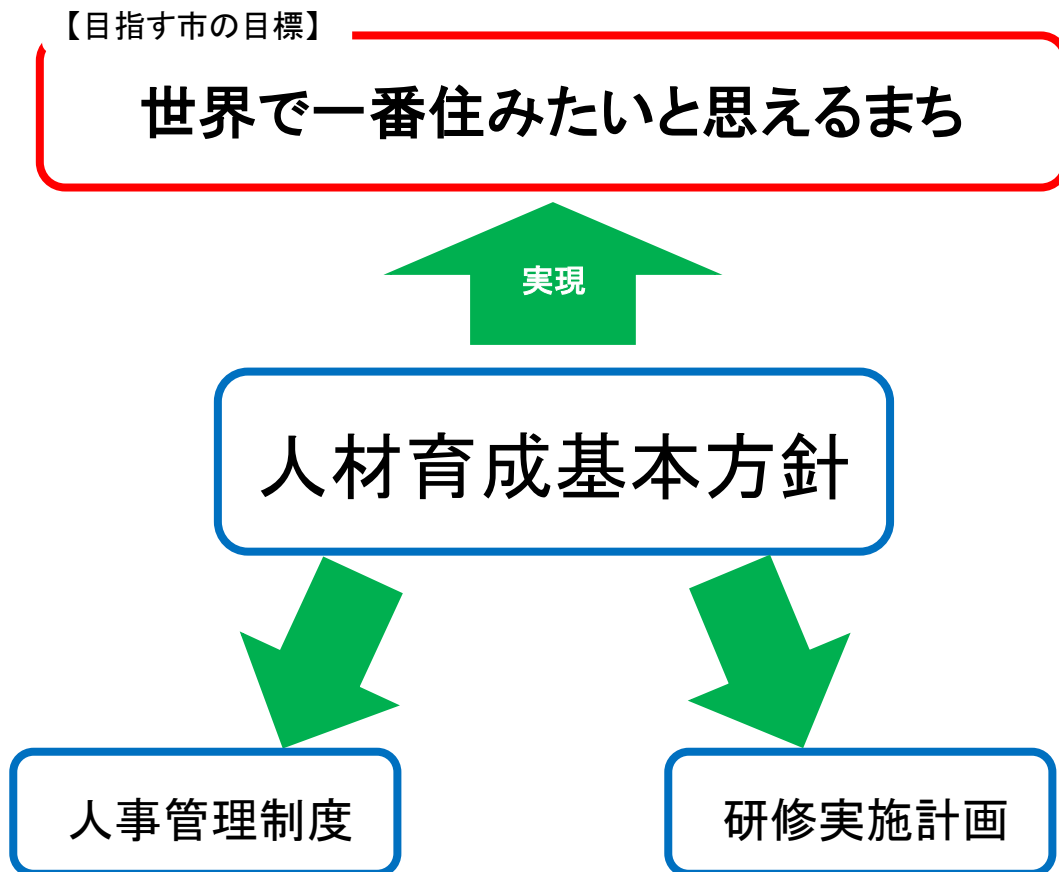 【目指す市の目標】
世界で一番住みたいと思えるまち
実現
人材育成基本方針
人事管理制度
研修実施計画